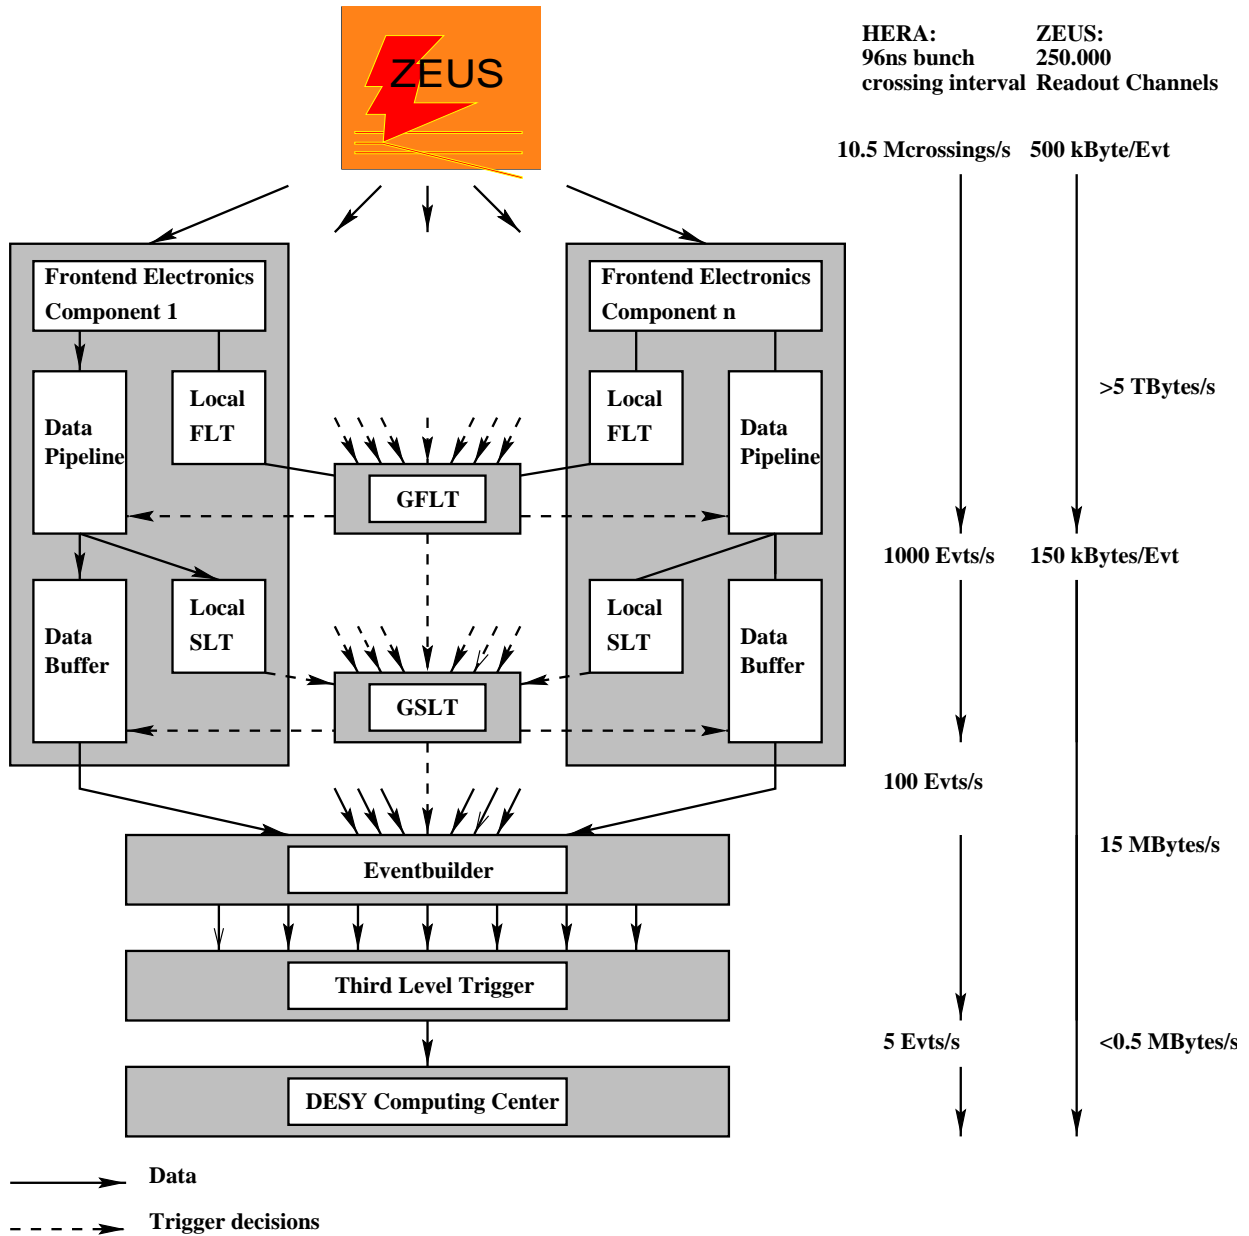 ZEUS
HERA:
96ns bunch
crossing interval
ZEUS:
250.000
Readout Channels
10.5 Mcrossings/s
500 kByte/Evt
Frontend Electronics
Component 1
Frontend Electronics
Component n
Data
Pipeline
Local
FLT
Local
FLT
Data
Pipeline
>5 TBytes/s
GFLT
1000 Evts/s
150 kBytes/Evt
Data
Buffer
Local
SLT
Local
SLT
Data
Buffer
GSLT
100 Evts/s
15 MBytes/s
Eventbuilder
Third Level Trigger
5 Evts/s
<0.5 MBytes/s
DESY Computing Center
Data
Trigger decisions